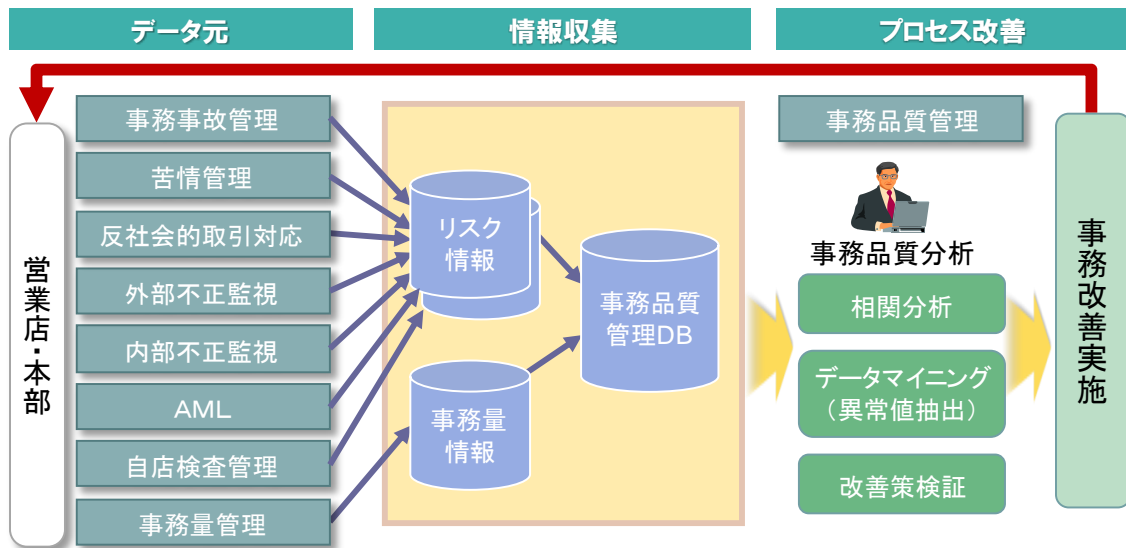 データ元
情報収集
プロセス改善
営業店・本部
事務事故管理
苦情管理
反社会的取引対応
外部不正監視
内部不正監視
AML
自店検査管理
事務量管理
リスク
情報
事務量
情報
事務品質
管理DB
事務品質管理
事務品質分析
相関分析
データマイニング
（異常値抽出）
改善策検証
事務改善実施